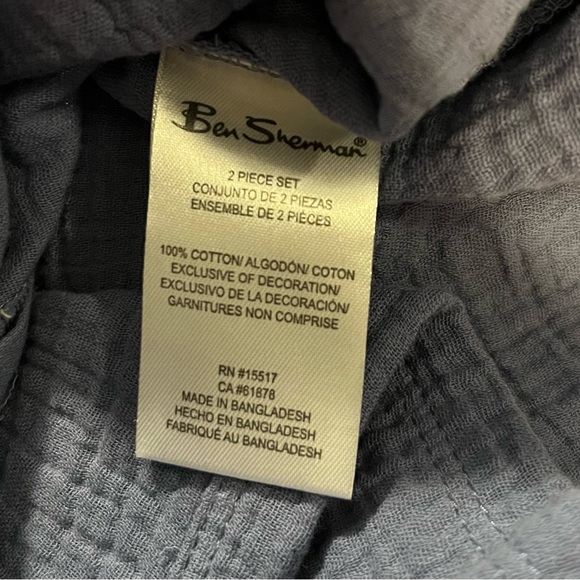 Ben Sherman®
2 PIECE SET
CONJUNTO DE 2 PIEZAS
ENSEMBLE DE 2 PIÈCES
100% COTTON/ ALGODÓN/ COTON
EXCLUSIVE OF DECORATION/
EXCLUSIVO DE LA DECORACIÓN/
GARNITURES NON COMPRISE
RN #15517
CA #61878
MADE IN BANGLADESH
HECHO EN BANGLADESH
FABRIQUÉ AU BANGLADESH